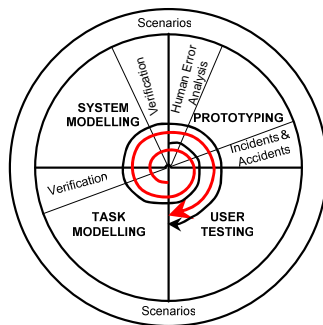 Scenarios
Verification
Human Error
Analysis
SYSTEM
MODELLING
PROTOTYPING
Incidents &
Accidents
Verification
TASK
MODELLING
USER
TESTING
Scenarios